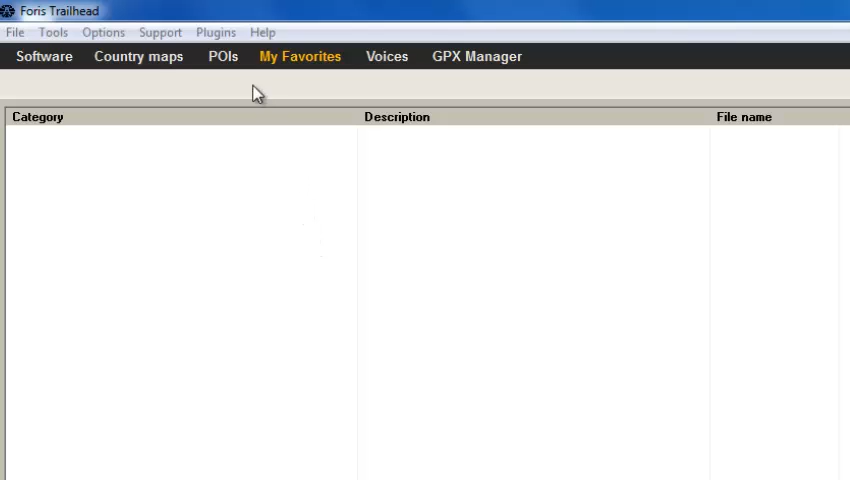 Foris Trailhead
File Tools Options Support Plugins Help
Software Country maps POIs My Favorites Voices GPX Manager
Category Description File name